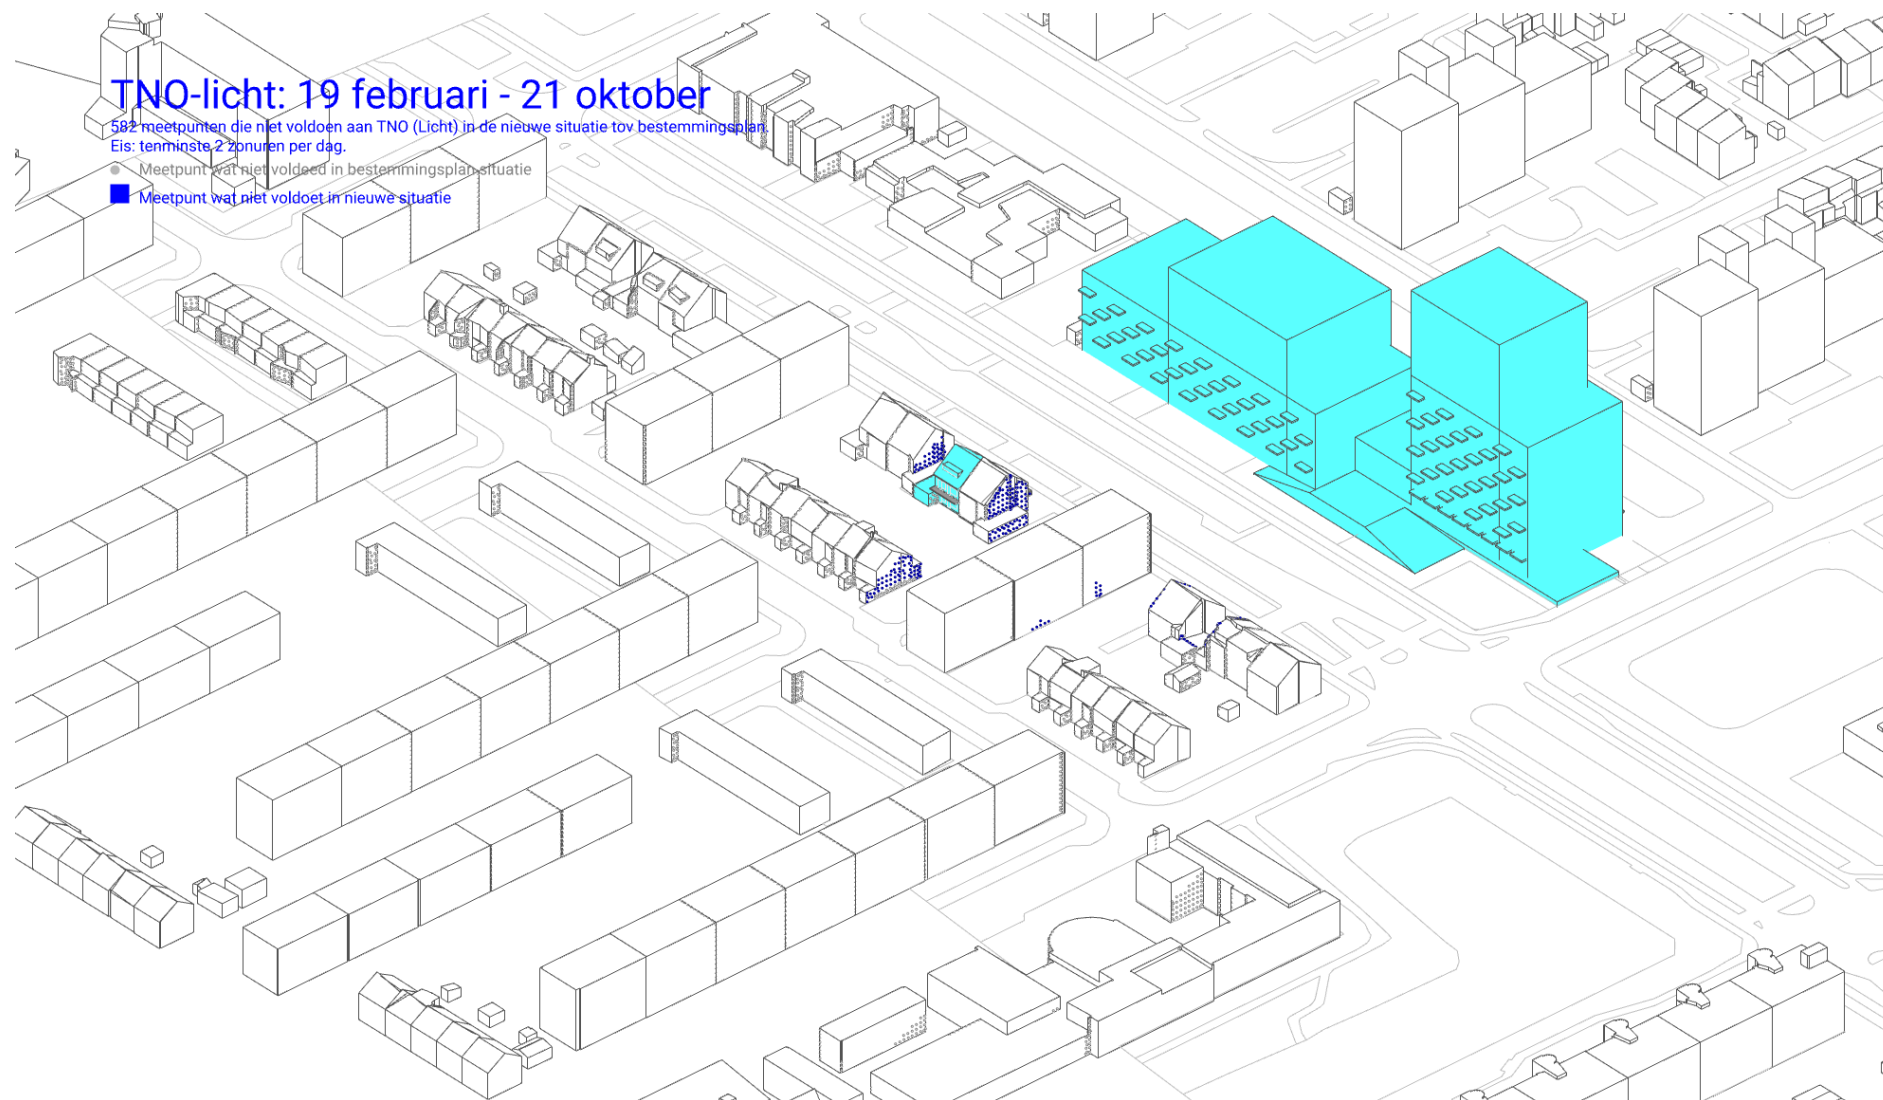 TNO-licht: 19 februari - 21 oktober
582 meetpunten die niet voldoen aan TNO (Licht) in de nieuwe situatie tov bestemmingsplan.
Eis: tenminste 2 zonuren per dag.
Meetpunt wat niet voldeed in bestemmingsplan situatie
Meetpunt wat niet voldoet in nieuwe situatie